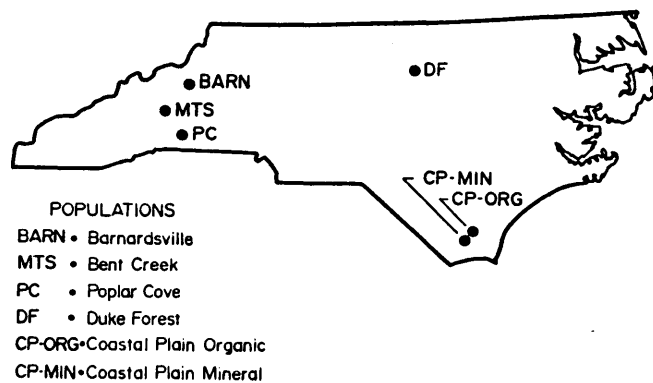 BARN
DF
MTS
PC
CP-MIN
CP-ORG
POPULATIONS
BARN • Barnardsville
MTS • Bent Creek
PC • Poplar Cove
DF • Duke Forest
CP-ORG•Coastal Plain Organic
CP-MIN•Coastal Plain Mineral